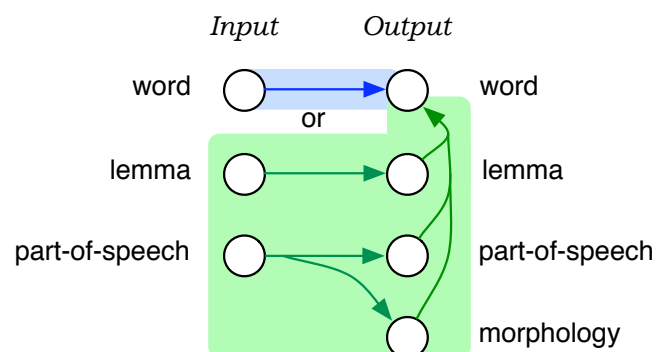 Input Output
word word
or
lemma lemma
part-of-speech part-of-speech
morphology